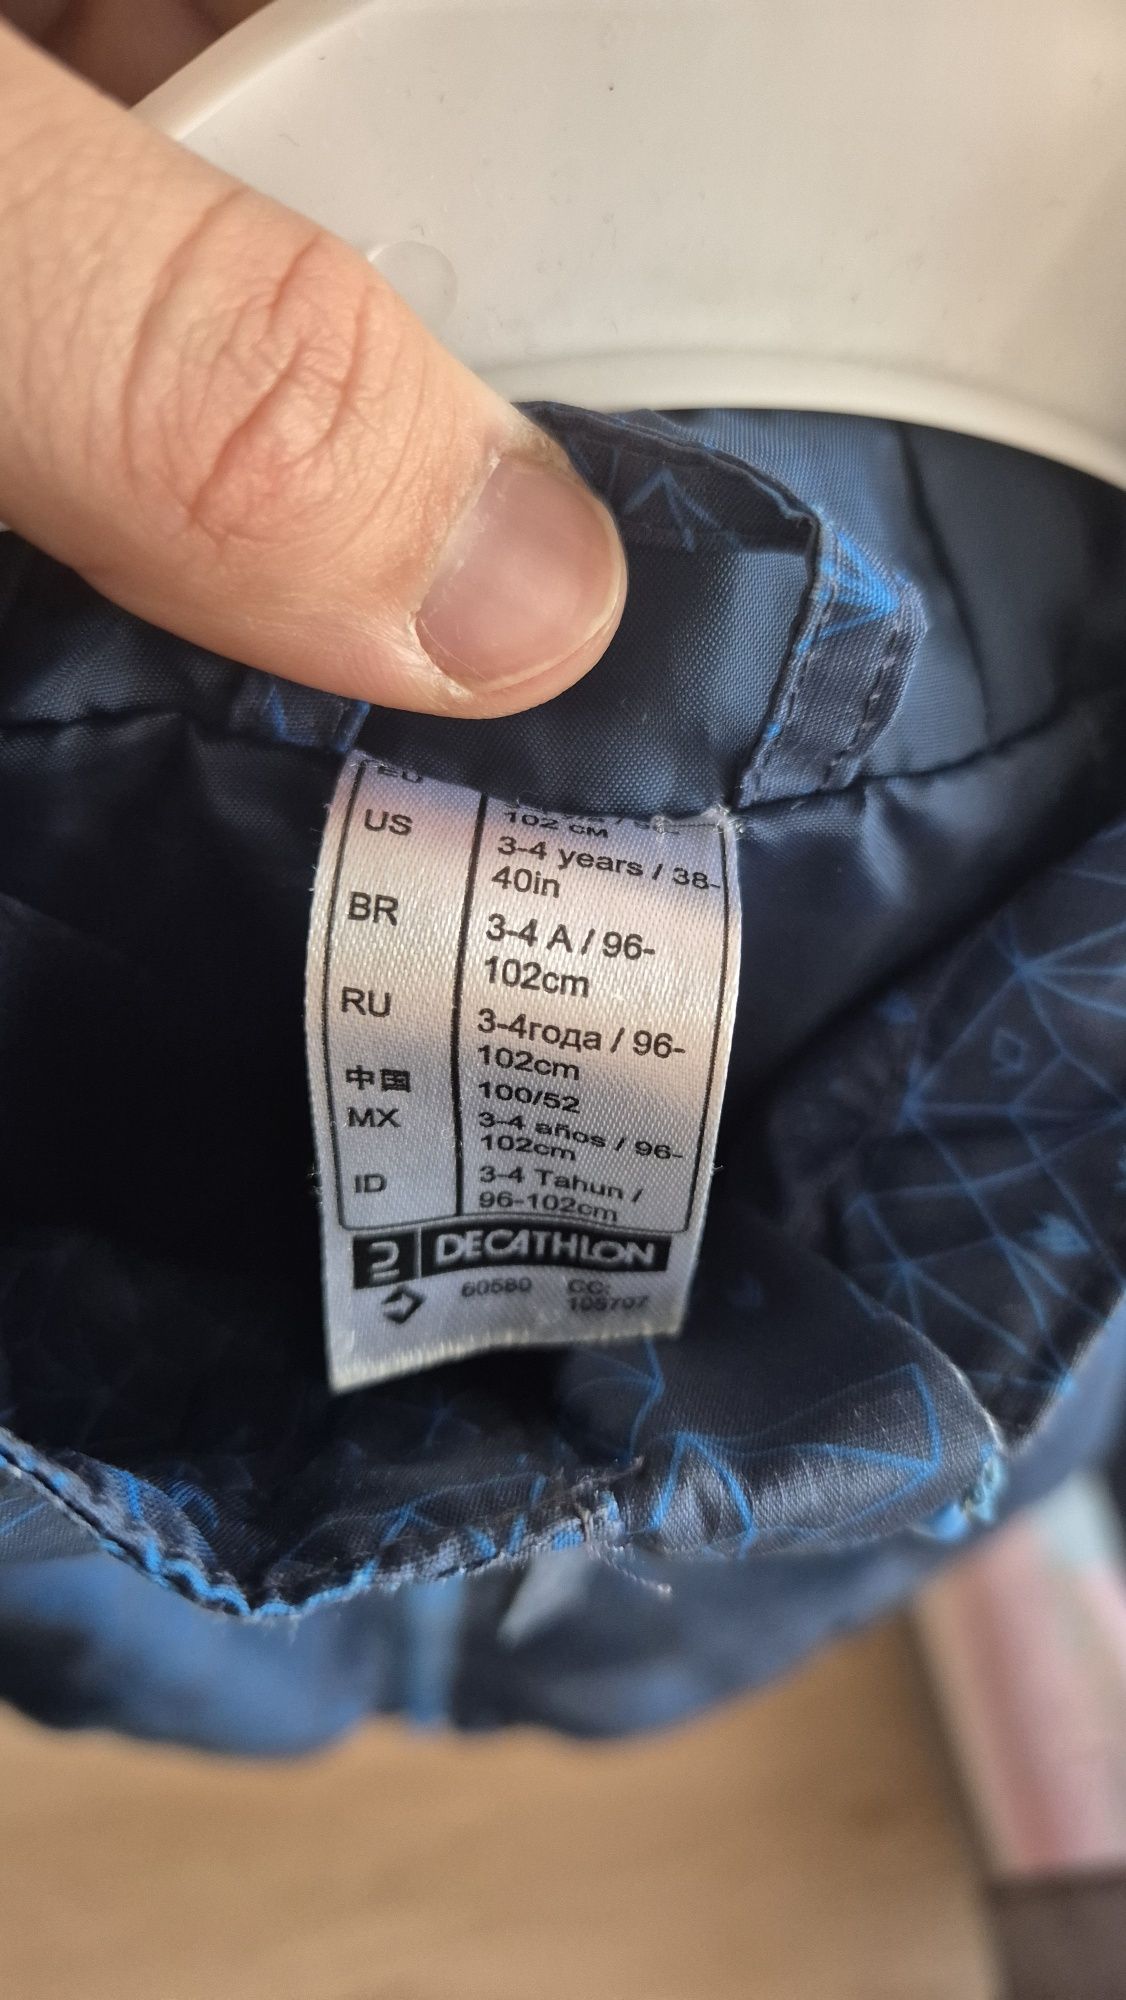 EU
102 CM
US 3-4 years / 38-
40in
BR 3-4 A / 96-
102cm
RU 3-4года / 96-
102cm
中国 100/52
MX 3-4 años / 96-
102cm
ID 3-4 Tahun /
96-102cm
DECATHLON
60580 CC:
105707